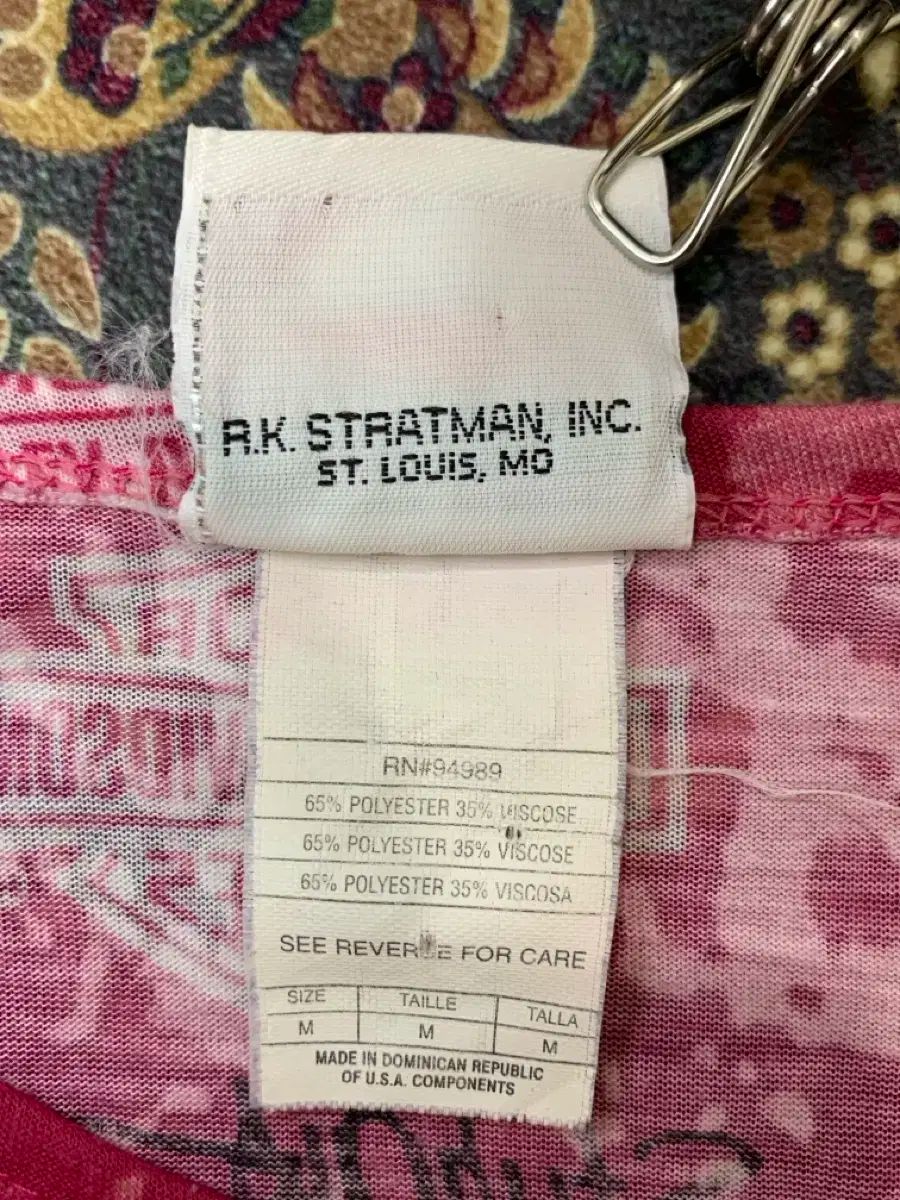 R.K. STRATMAN, INC.
ST. LOUIS, MO
RN#94989
65% POLYESTER 35% VISCOSE
65% POLYESTER 35% VISCOSE
65% POLYESTER 35% VISCOSA
SEE REVERSE FOR CARE
SIZE TAILLE TALLA
M M M
MADE IN DOMINICAN REPUBLIC
OF U.S.A. COMPONENTS